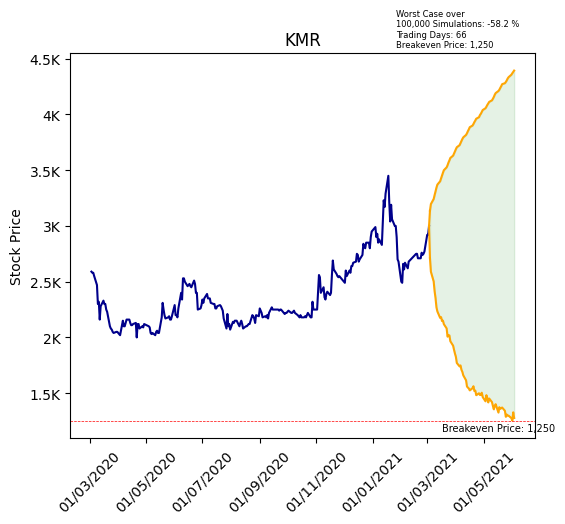 Worst Case over
100,000 Simulations: -58.2 %
Trading Days: 66
Breakeven Price: 1,250
KMR
4.5K
4K
3.5K
3K
2.5K
2K
1.5K
Stock Price
Breakeven Price: 1,250
01/03/2020
01/05/2020
01/07/2020
01/09/2020
01/11/2020
01/01/2021
01/03/2021
01/05/2021